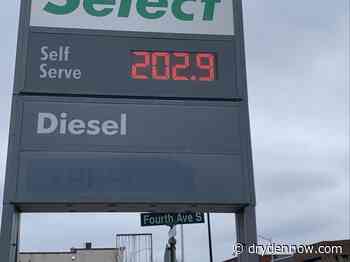 Select
Self
Serve
202.9
Diesel
Fourth Ave S
drydennow.com